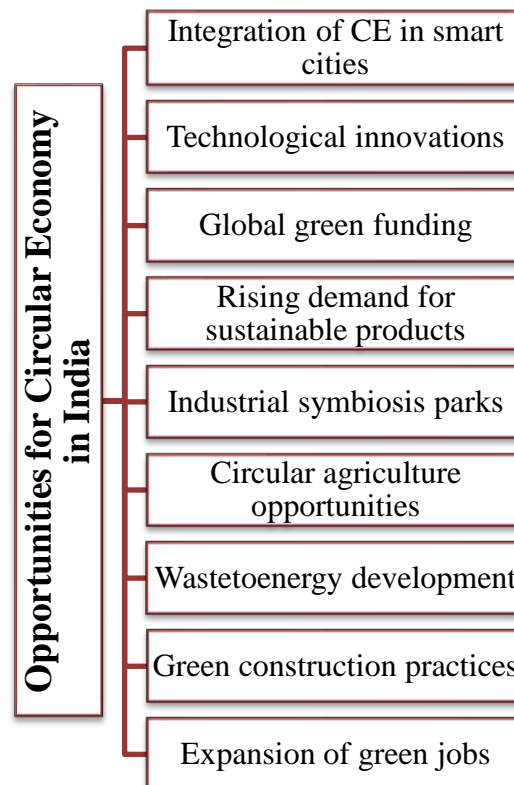 Opportunities for Circular Economy
in India
Integration of CE in smart
cities
Technological innovations
Global green funding
Rising demand for
sustainable products
Industrial symbiosis parks
Circular agriculture
opportunities
Wastetoenergy development
Green construction practices
Expansion of green jobs